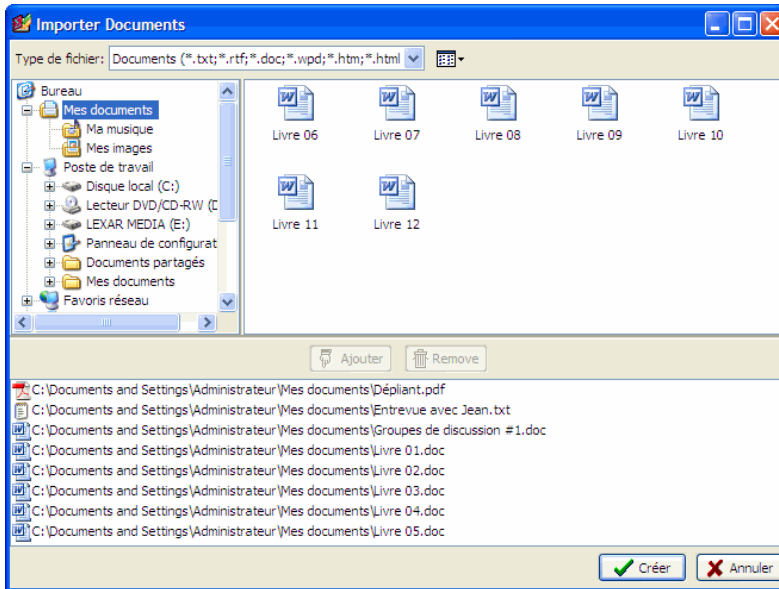 Importer Documents
Type de fichier: Documents (*.txt;*.rtf;*.doc;*.wpd;*.htm;*.html
Bureau
Mes documents
Ma musique
Mes images
Poste de travail
Disque local (C:)
Lecteur DVD/CD-RW (D
LEXAR MEDIA (E:)
Panneau de configurat
Documents partagés
Mes documents
Favoris réseau
Livre 06 Livre 07 Livre 08 Livre 09 Livre 10
Livre 11 Livre 12
Ajouter Remove
C:\Documents and Settings\Administrateur\Mes documents\Dépliant.pdf
C:\Documents and Settings\Administrateur\Mes documents\Entrevue avec Jean.txt
C:\Documents and Settings\Administrateur\Mes documents\Groupes de discussion #1.doc
C:\Documents and Settings\Administrateur\Mes documents\Livre 01.doc
C:\Documents and Settings\Administrateur\Mes documents\Livre 02.doc
C:\Documents and Settings\Administrateur\Mes documents\Livre 03.doc
C:\Documents and Settings\Administrateur\Mes documents\Livre 04.doc
C:\Documents and Settings\Administrateur\Mes documents\Livre 05.doc
Créer Annuler